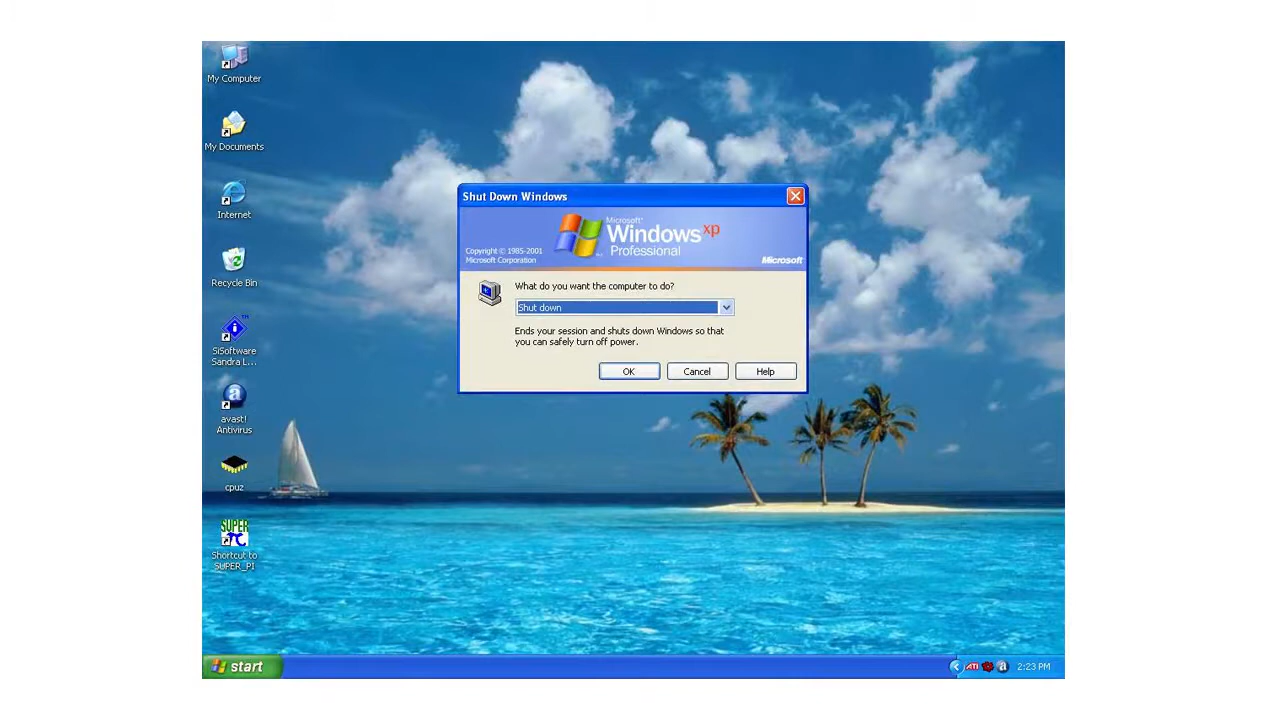 My Computer
My Documents
Internet
Recycle Bin
SiSoftware
Sandra L...
avast!
Antivirus
cpuz
SUPER
Shortcut to
SUPER_PI
Shut Down Windows
Microsoft®
Windows xp
Professional
Copyright © 1985-2001
Microsoft Corporation
Microsoft
What do you want the computer to do?
Shut down
Ends your session and shuts down Windows so that
you can safely turn off power.
OK Cancel Help
start
ATI a 2:23 PM